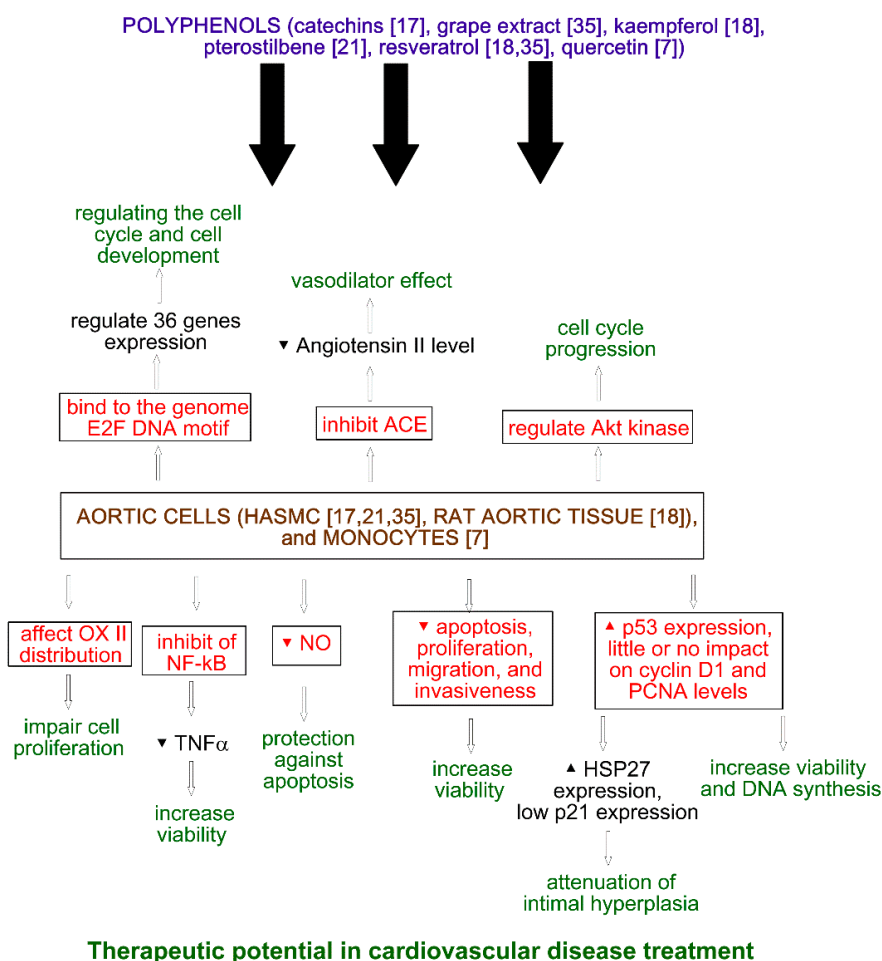 POLYPHENOLS (catechins [17], grape extract [35], kaempferol [18],
pterostilbene [21], resveratrol [18,35], quercetin [7])
regulating the cell
cycle and cell
development
regulate 36 genes
expression
bind to the genome
E2F DNA motif
vasodilator effect
▼ Angiotensin II level
inhibit ACE
cell cycle
progression
regulate Akt kinase
AORTIC CELLS (HASMC [17,21,35], RAT AORTIC TISSUE [18]),
and MONOCYTES [7]
affect OX II
distribution
impair cell
proliferation
inhibit of
NF-kB
▼ TNFα
increase
viability
▼ NO
protection
against
apoptosis
▼ apoptosis,
proliferation,
migration, and
invasiveness
increase
viability
▲ p53 expression,
little or no impact
on cyclin D1 and
PCNA levels
▲ HSP27
expression,
low p21 expression
attenuation of
intimal hyperplasia
increase viability
and DNA synthesis
Therapeutic potential in cardiovascular disease treatment